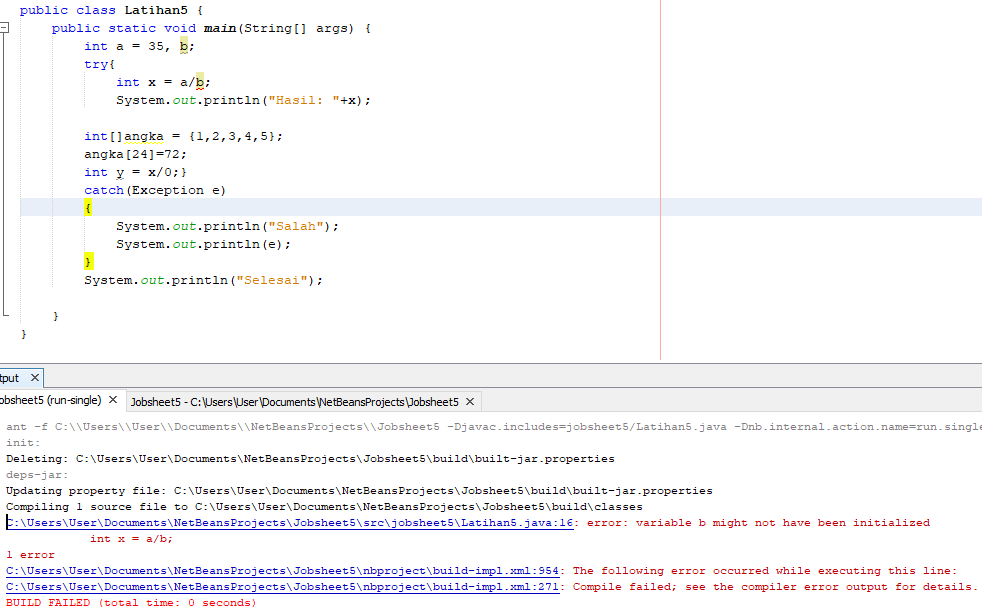 public class Latihan5 {
public static void main(String[] args) {
int a = 35, b;
try{
int x = a/b;
System.out.println("Hasil: "+x);
int[]angka = {1,2,3,4,5};
angka[24]=72;
int y = x/0;}
catch(Exception e)
{
System.out.println("Salah");
System.out.println(e);
}
System.out.println("Selesai");
}
}
tput ×
obsheet5 (run-single) × Jobsheet5 - C:\Users\User\Documents\NetBeansProjects\Jobsheet5 ×
ant -f C:\\Users\\User\\Documents\\NetBeansProjects\\Jobsheet5 -Djavac.includes=jobsheet5/Latihan5.java -Dnb.internal.action.name=run.single
init:
Deleting: C:\Users\User\Documents\NetBeansProjects\Jobsheet5\build\built-jar.properties
deps-jar:
Updating property file: C:\Users\User\Documents\NetBeansProjects\Jobsheet5\build\built-jar.properties
Compiling 1 source file to C:\Users\User\Documents\NetBeansProjects\Jobsheet5\build\classes
C:\Users\User\Documents\NetBeansProjects\Jobsheet5\src\jobsheet5\Latihan5.java:16: error: variable b might not have been initialized
int x = a/b;
1 error
C:\Users\User\Documents\NetBeansProjects\Jobsheet5\nbproject\build-impl.xml:954: The following error occurred while executing this line:
C:\Users\User\Documents\NetBeansProjects\Jobsheet5\nbproject\build-impl.xml:271: Compile failed; see the compiler error output for details.
BUILD FAILED (total time: 0 seconds)